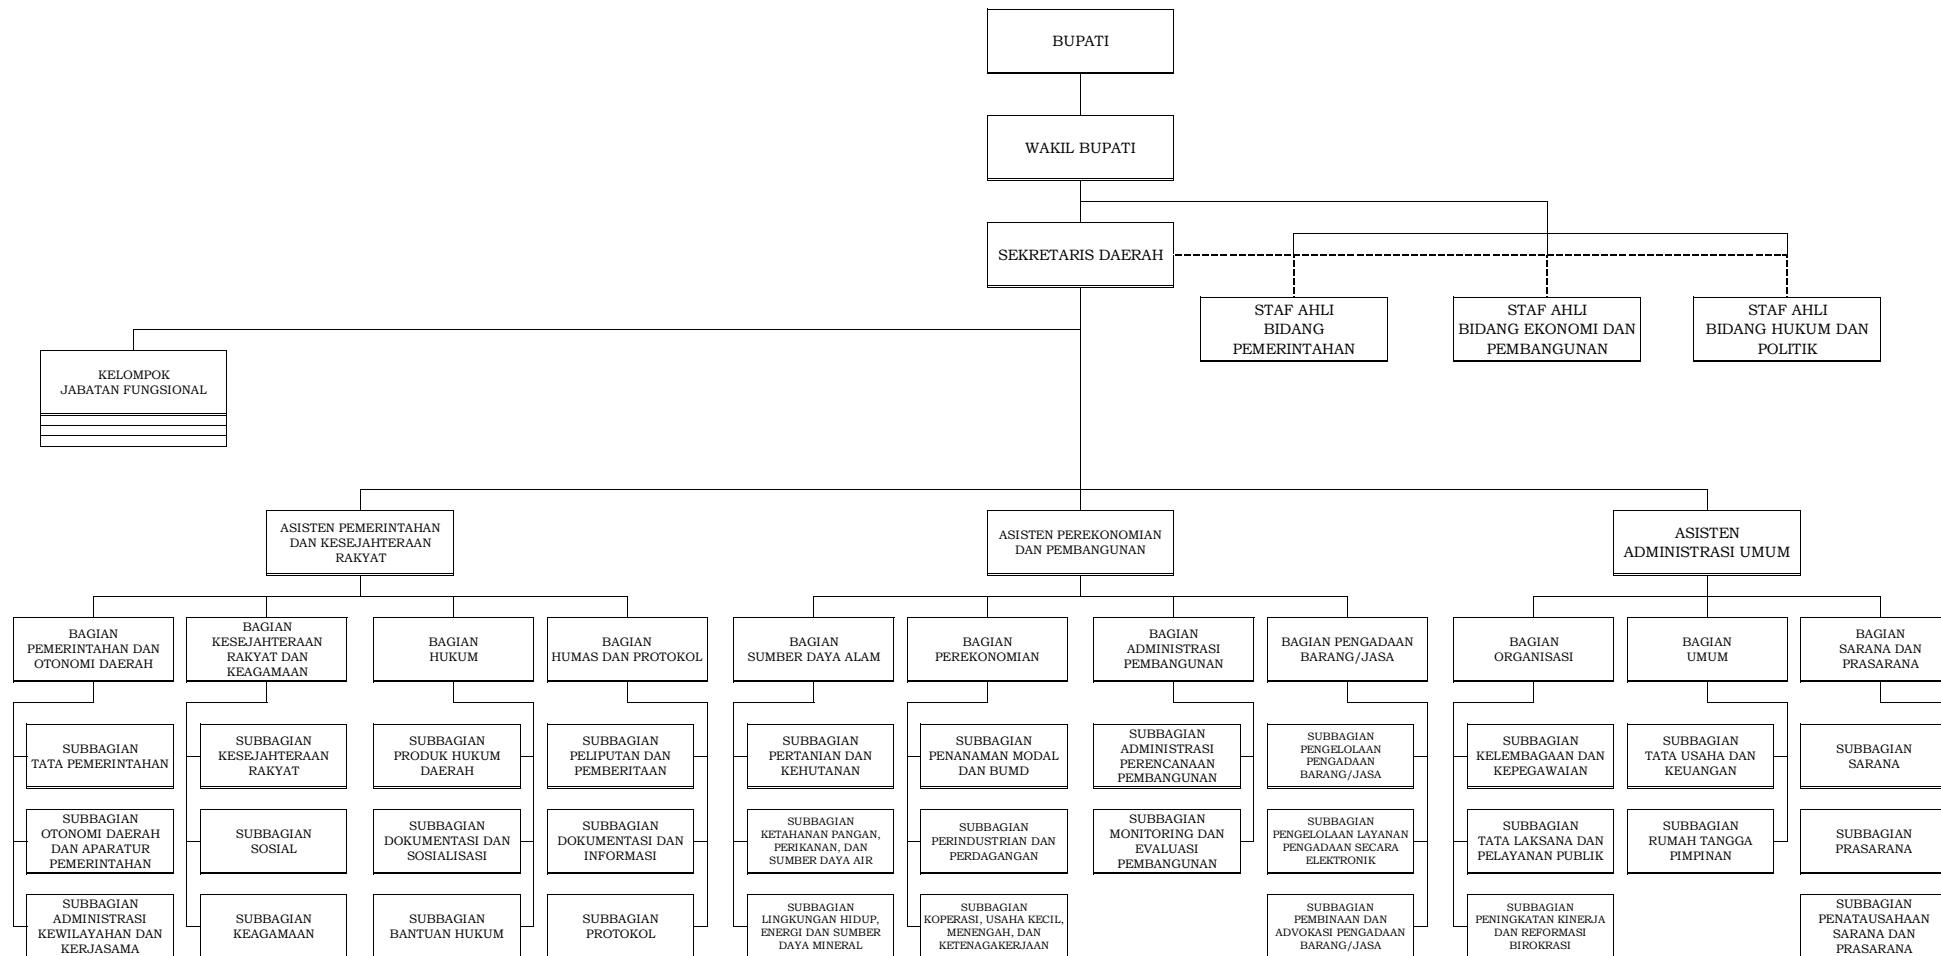 BUPATI
WAKIL BUPATI
SEKRETARIS DAERAH
STAF AHLI
BIDANG
PEMERINTAHAN
STAF AHLI
BIDANG EKONOMI DAN
PEMBANGUNAN
STAF AHLI
BIDANG HUKUM DAN
POLITIK
KELOMPOK
JABATAN FUNGSIONAL
ASISTEN PEMERINTAHAN
DAN KESEJAHTERAAN
RAKYAT
ASISTEN PEREKONOMIAN
DAN PEMBANGUNAN
ASISTEN
ADMINISTRASI UMUM
BAGIAN
PEMERINTAHAN DAN
OTONOMI DAERAH
BAGIAN
KESEJAHTERAAN
RAKYAT DAN
KEAGAMAAN
BAGIAN
HUKUM
BAGIAN
HUMAS DAN PROTOKOL
BAGIAN
SUMBER DAYA ALAM
BAGIAN
PEREKONOMIAN
BAGIAN
ADMINISTRASI
PEMBANGUNAN
BAGIAN PENGADAAN
BARANG/JASA
BAGIAN
ORGANISASI
BAGIAN
UMUM
BAGIAN
SARANA DAN
PRASARANA
SUBBAGIAN
TATA PEMERINTAHAN
SUBBAGIAN
KESEJAHTERAAN
RAKYAT
SUBBAGIAN
PRODUK HUKUM
DAERAH
SUBBAGIAN
PELIPUTAN DAN
PEMBERITAAN
SUBBAGIAN
PERTANIAN DAN
KEHUTANAN
SUBBAGIAN
PENANAMAN MODAL
DAN BUMD
SUBBAGIAN
ADMINISTRASI
PERENCANAAN
PEMBANGUNAN
SUBBAGIAN
PENGELOLAAN
PENGADAAN
BARANG/JASA
SUBBAGIAN
KELEMBAGAAN DAN
KEPEGAWAIAN
SUBBAGIAN
TATA USAHA DAN
KEUANGAN
SUBBAGIAN
SARANA
SUBBAGIAN
OTONOMI DAERAH
DAN APARATUR
PEMERINTAHAN
SUBBAGIAN
SOSIAL
SUBBAGIAN
DOKUMENTASI DAN
SOSIALISASI
SUBBAGIAN
DOKUMENTASI DAN
INFORMASI
SUBBAGIAN
KETAHANAN PANGAN,
PERIKANAN, DAN
SUMBER DAYA AIR
SUBBAGIAN
PERINDUSTRIAN DAN
PERDAGANGAN
SUBBAGIAN
MONITORING DAN
EVALUASI
PEMBANGUNAN
SUBBAGIAN
PENGELOLAAN LAYANAN
PENGADAAN SECARA
ELEKTRONIK
SUBBAGIAN
TATA LAKSANA DAN
PELAYANAN PUBLIK
SUBBAGIAN
RUMAH TANGGA
PIMPINAN
SUBBAGIAN
PRASARANA
SUBBAGIAN
ADMINISTRASI
KEWILAYAHAN DAN
KERJASAMA
SUBBAGIAN
KEAGAMAAN
SUBBAGIAN
BANTUAN HUKUM
SUBBAGIAN
PROTOKOL
SUBBAGIAN
LINGKUNGAN HIDUP,
ENERGI DAN SUMBER
DAYA MINERAL
SUBBAGIAN
KOPERASI, USAHA KECIL,
MENENGAH, DAN
KETENAGAKERJAAN
SUBBAGIAN
PEMBINAAN DAN
ADVOKASI PENGADAAN
BARANG/JASA
SUBBAGIAN
PENINGKATAN KINERJA
DAN REFORMASI
BIROKRASI
SUBBAGIAN
PENATAUSAHAAN
SARANA DAN
PRASARANA